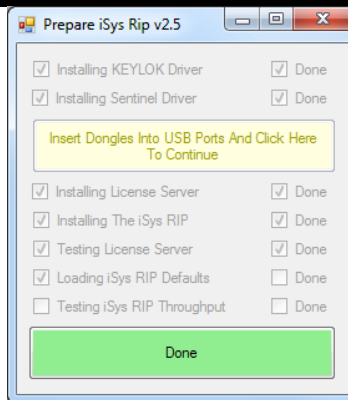 Prepare iSys Rip v2.5
Installing KEYLOK Driver Done
Installing Sentinel Driver Done
Insert Dongles Into USB Ports And Click Here
To Continue
Installing License Server Done
Installing The iSys RIP Done
Testing License Server Done
Loading iSys RIP Defaults Done
Testing iSys RIP Throughput Done
Done